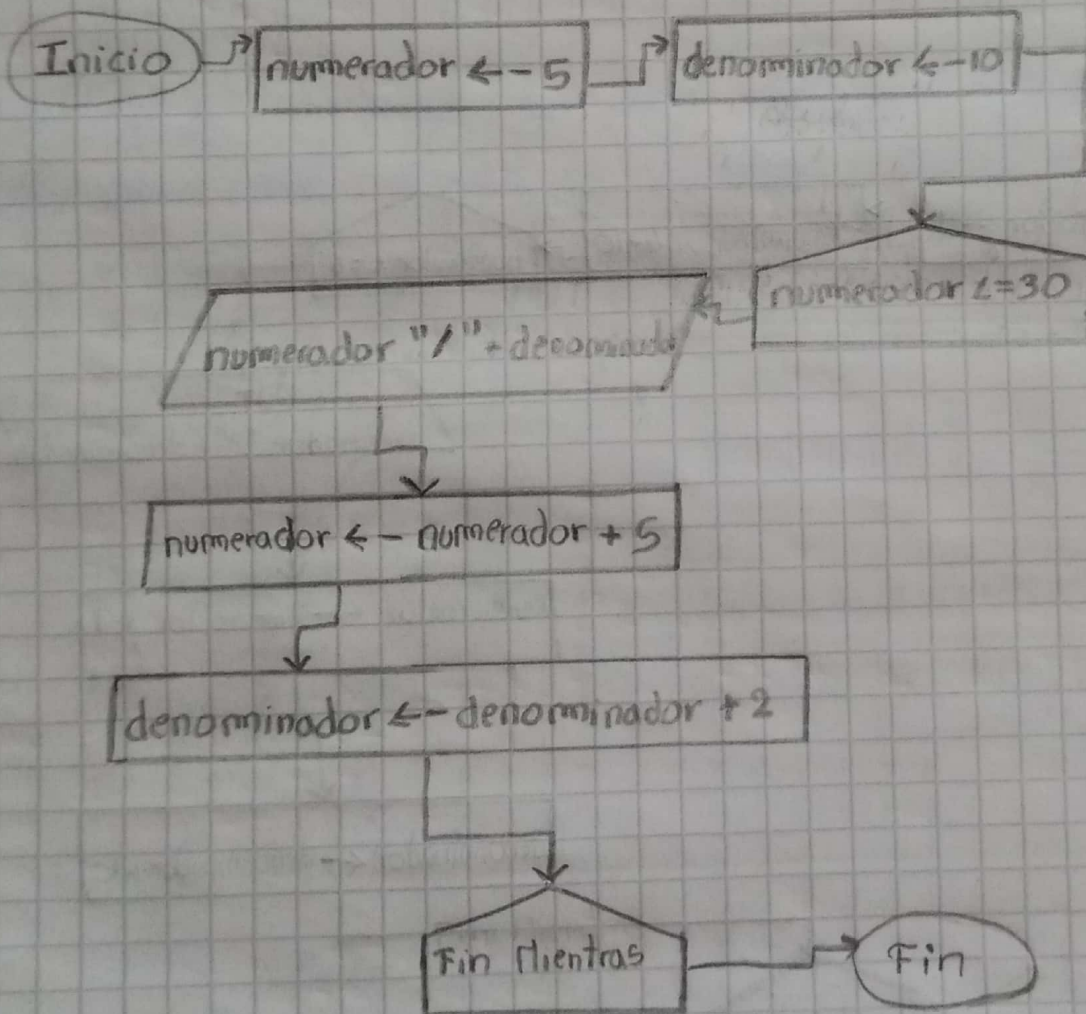 Inicio
numerador <- 5
denominador <- 10
numerador <= 30
numerador "/" + denominador
numerador <- numerador + 5
denominador <- denominador + 2
Fin Mientras
Fin